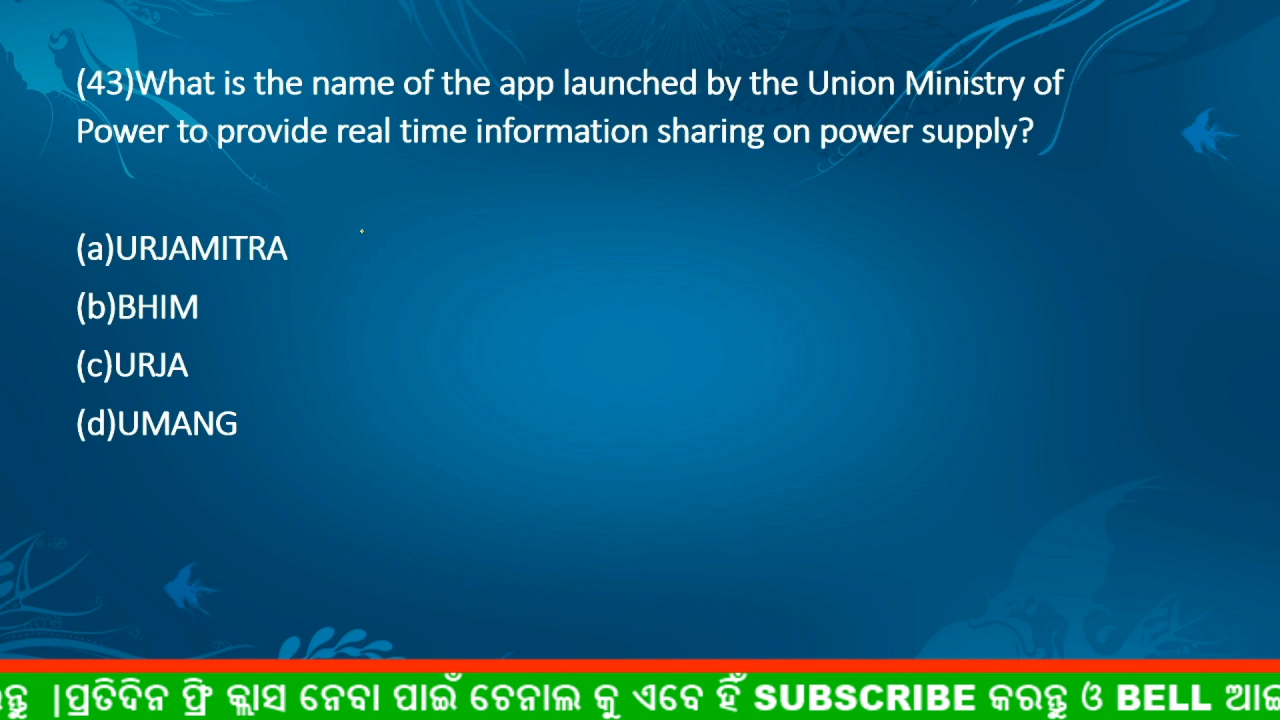 (43)What is the name of the app launched by the Union Ministry of
Power to provide real time information sharing on power supply?
(a)URJAMITRA
(b)BHIM
(c)URJA
(d)UMANG
|ପ୍ରତିଦିନ ଫ୍ରି କ୍ଲାସ ନେବା ପାଇଁ ଚେନାଲ କୁ ଏବେ ହିଁ SUBSCRIBE କରନ୍ତୁ ଓ BELL